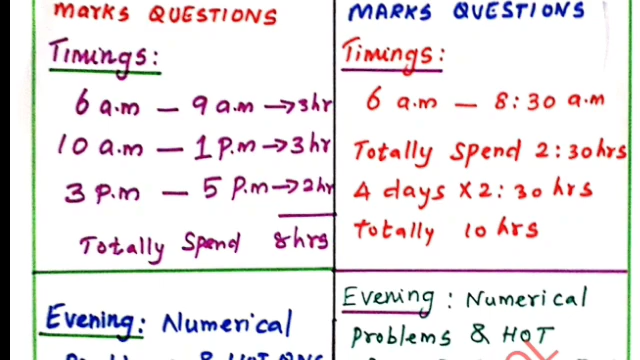 MARKS QUESTIONS
Timings:
6 a.m — 9 a.m → 3hr
10 a.m — 1 P.m → 3hr
3 p.m — 5 P.m → 2hr
Totally Spend 8hrs
Evening: Numerical
MARKS QUESTIONS
Timings:
6 a.m — 8:30 a.m
Totally Spend 2:30hrs
4 days X 2:30 hrs
Totally 10 hrs
Evening: Numerical
Problems & HOT